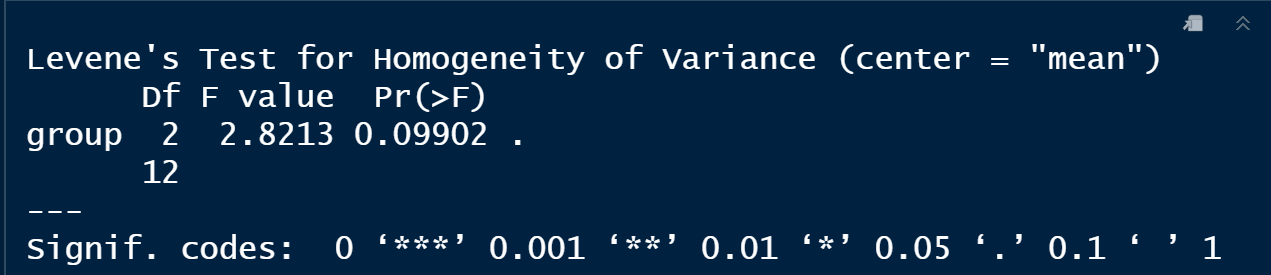 Levene's Test for Homogeneity of Variance (center = "mean")
      Df F value  Pr(>F)
group  2  2.8213 0.09902 .
      12
---
Signif. codes:  0 ‘***’ 0.001 ‘**’ 0.01 ‘*’ 0.05 ‘.’ 0.1 ‘ ’ 1